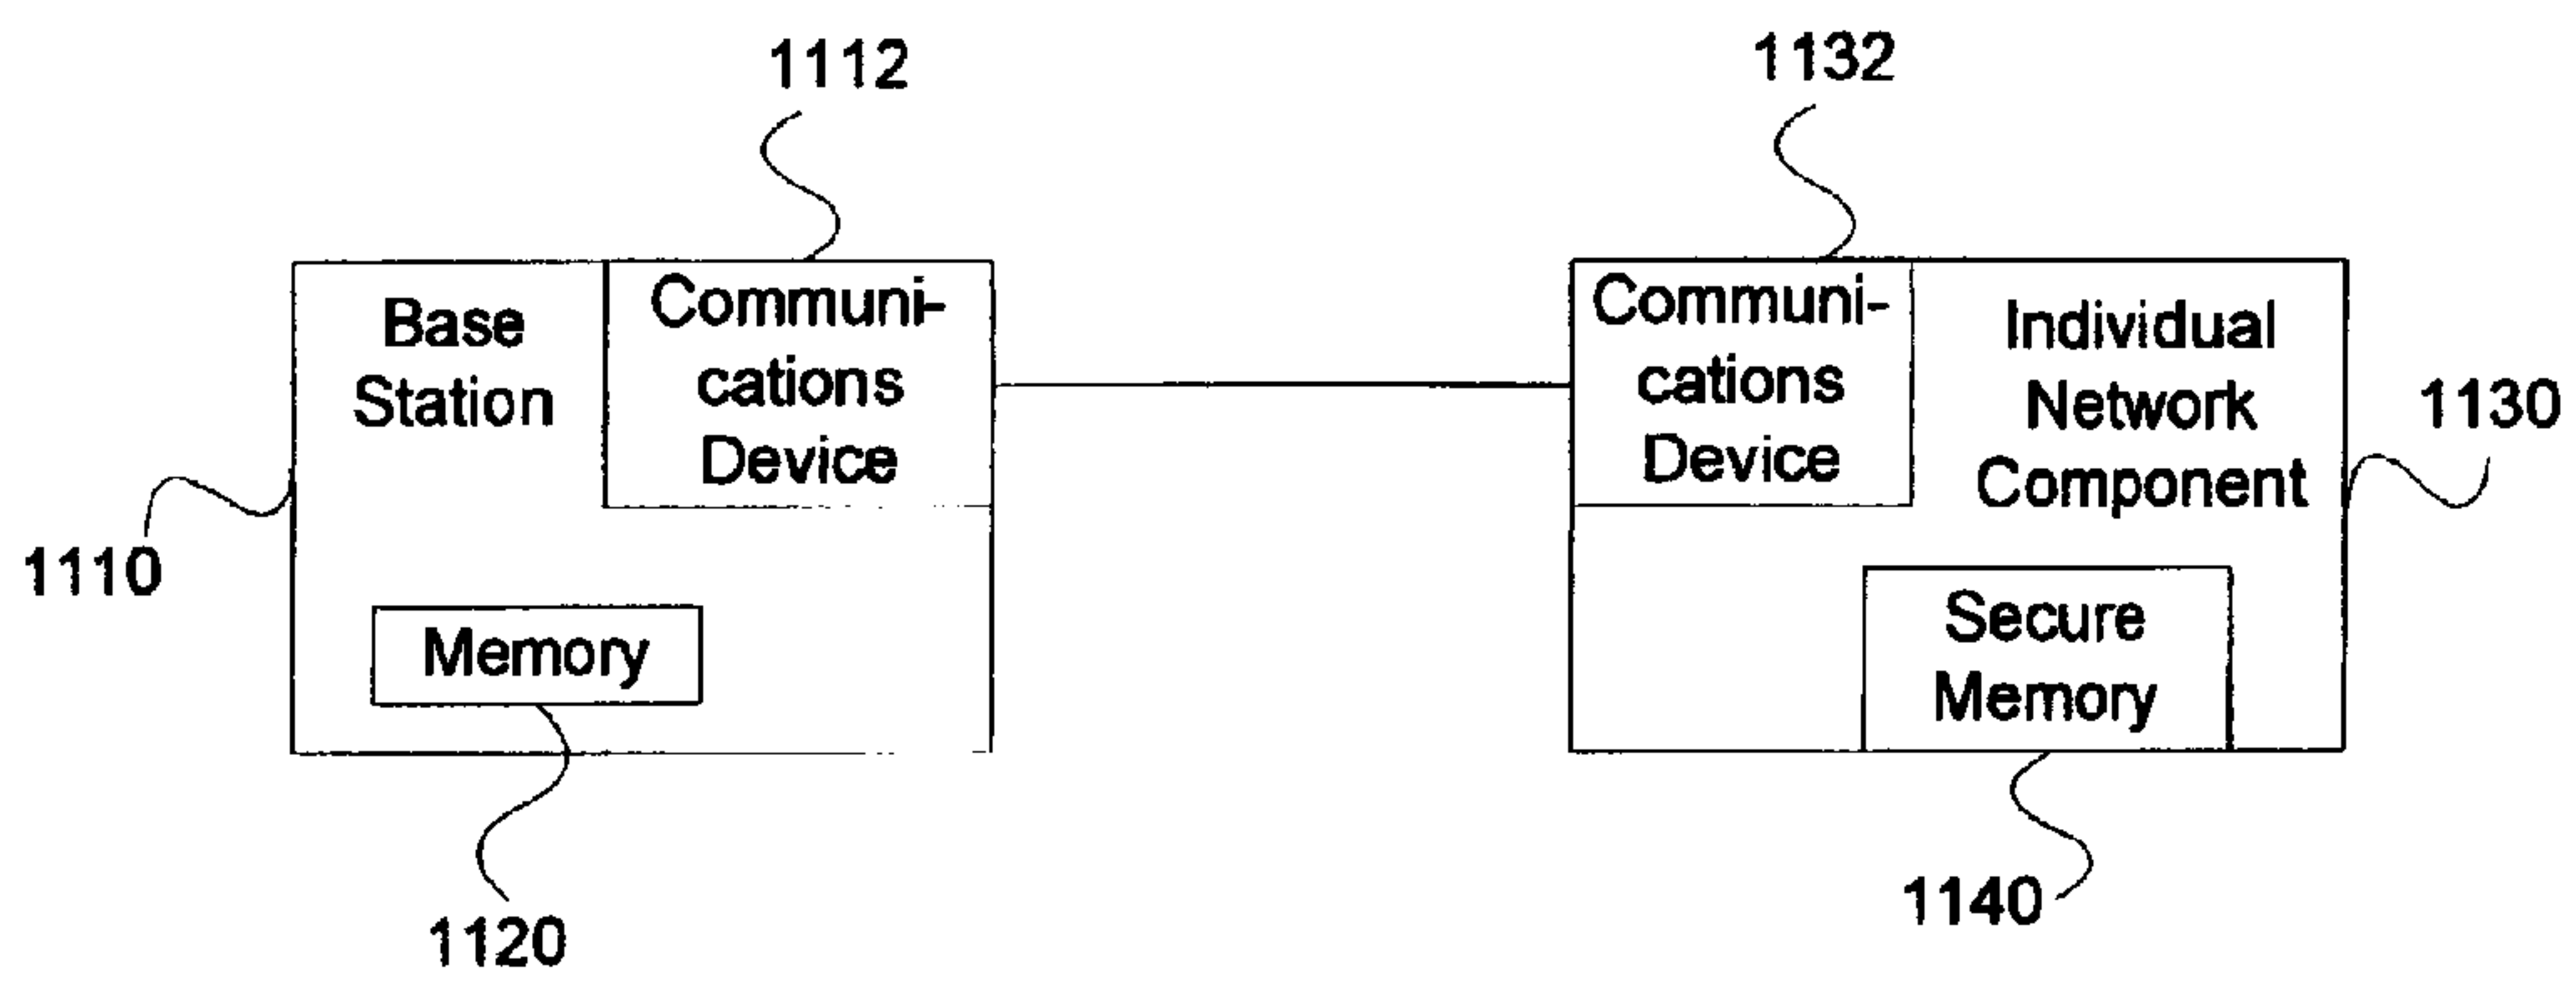 1112
1132
Base
Station
Communi-
cations
Device
Communi-
cations
Device
Individual
Network
Component
1130
1110
Memory
Secure
Memory
1120
1140